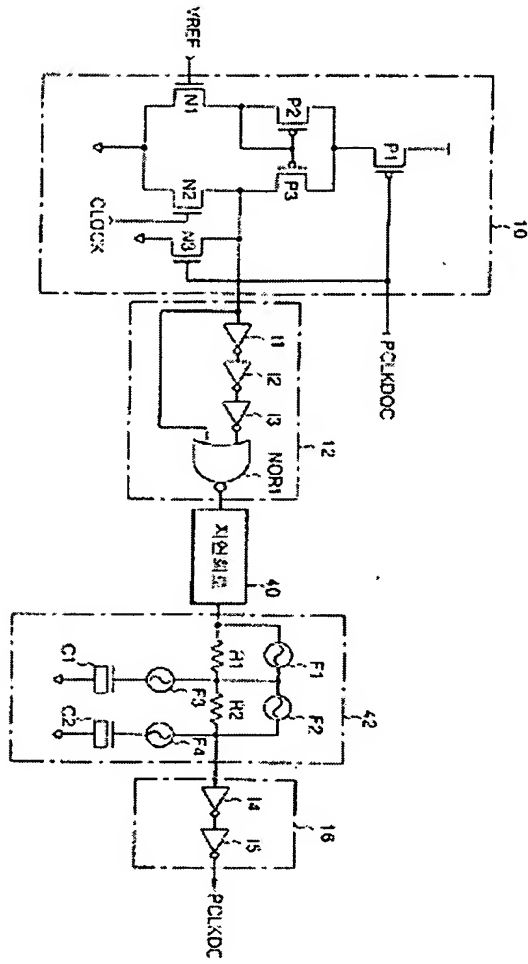 10
P1
PCLKDOC
P2
P3
12
40
42
16
VREF
N1
N2
N3
CLOCK
I1
I2
I3
NOR1
지연회로
F1
F2
R1
R2
F3
F4
C1
C2
I4
I5
PCLKDC